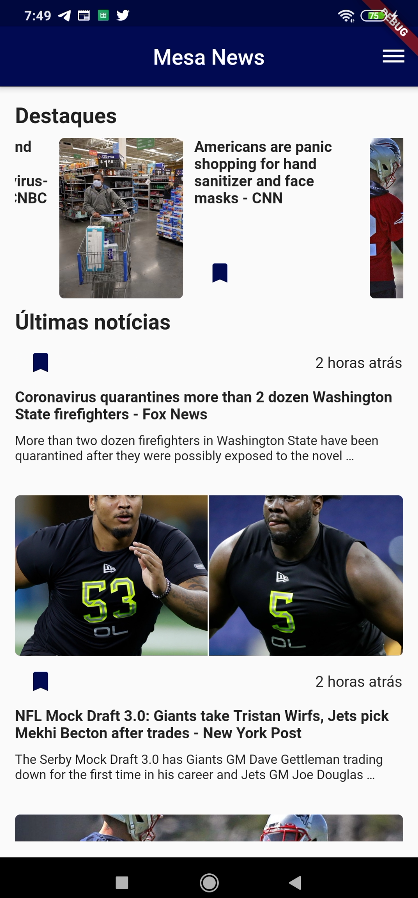 7:49
75
DEBUG
Mesa News
Destaques
nd
virus-
CNBC
Americans are panic
shopping for hand
sanitizer and face
masks - CNN
Últimas notícias
2 horas atrás
Coronavirus quarantines more than 2 dozen Washington
State firefighters - Fox News
More than two dozen firefighters in Washington State have been
quarantined after they were possibly exposed to the novel …
53
OL
5
OL
2 horas atrás
NFL Mock Draft 3.0: Giants take Tristan Wirfs, Jets pick
Mekhi Becton after trades - New York Post
The Serby Mock Draft 3.0 has Giants GM Dave Gettleman trading
down for the first time in his career and Jets GM Joe Douglas …